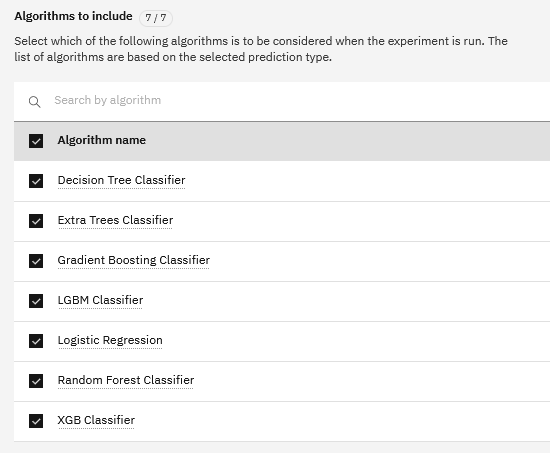 Algorithms to include 7 / 7
Select which of the following algorithms is to be considered when the experiment is run. The
list of algorithms are based on the selected prediction type.
Search by algorithm
Algorithm name
Decision Tree Classifier
Extra Trees Classifier
Gradient Boosting Classifier
LGBM Classifier
Logistic Regression
Random Forest Classifier
XGB Classifier